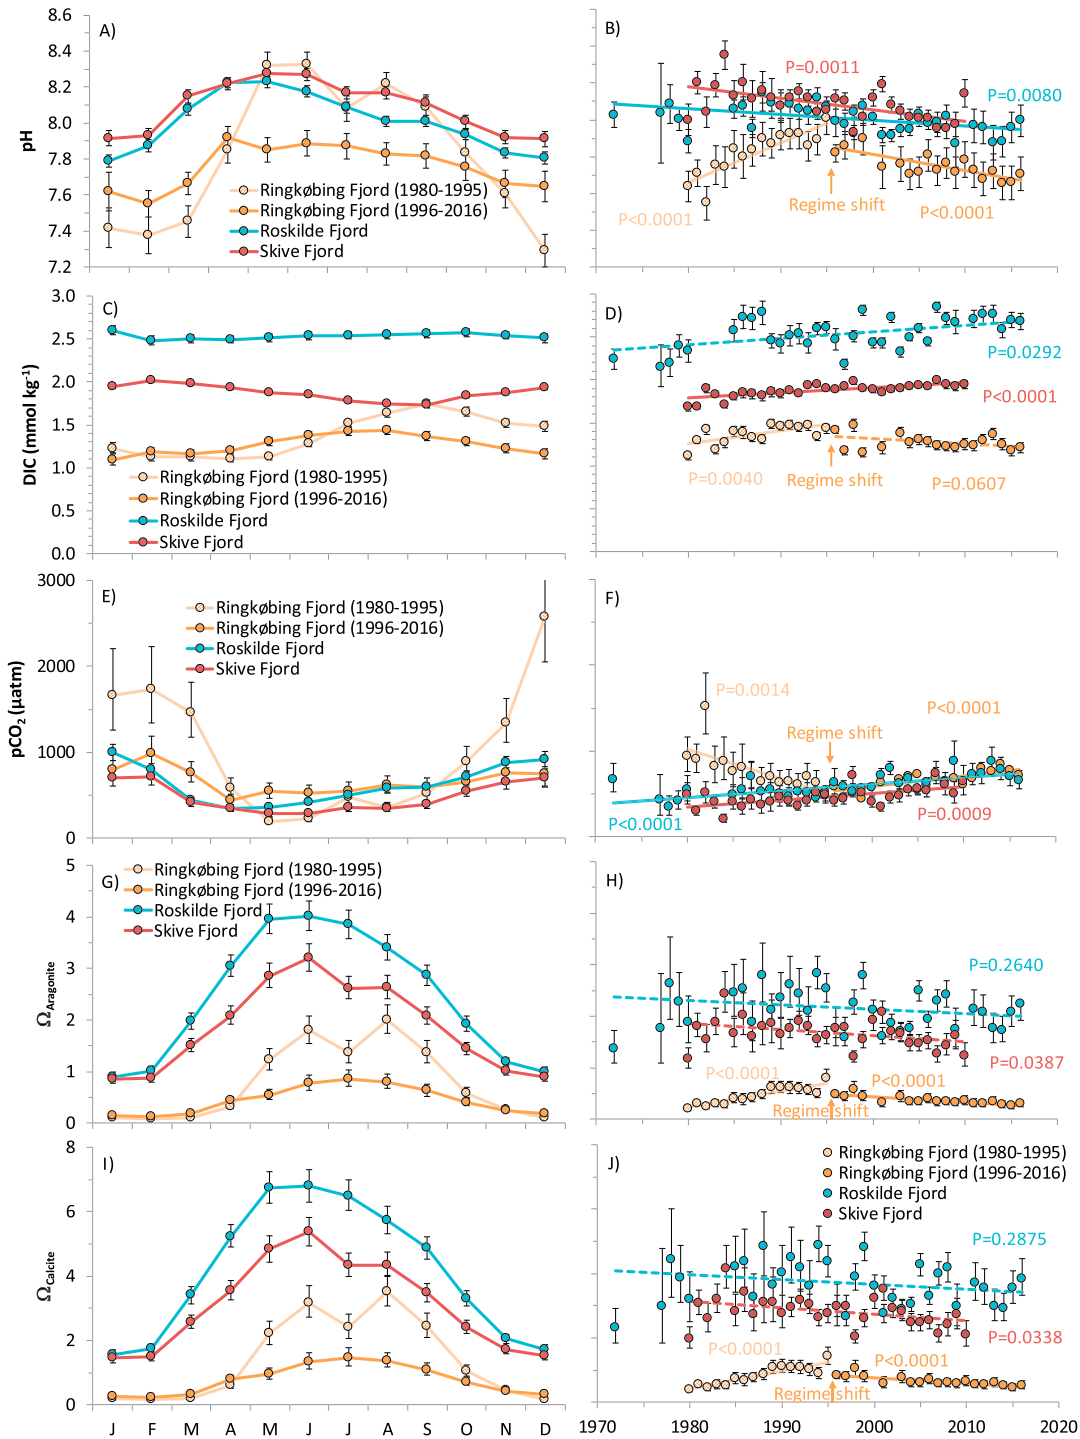 A)
pH
8.6
8.4
8.2
8.0
7.8
7.6
7.4
7.2
Ringkøbing Fjord (1980-1995)
Ringkøbing Fjord (1996-2016)
Roskilde Fjord
Skive Fjord
B)
P=0.0011
P=0.0080
Regime shift
P<0.0001
P<0.0001
C)
DIC (mmol kg⁻¹)
3.0
2.5
2.0
1.5
1.0
0.5
0.0
Ringkøbing Fjord (1980-1995)
Ringkøbing Fjord (1996-2016)
Roskilde Fjord
Skive Fjord
D)
P=0.0292
P<0.0001
P=0.0040
Regime shift
P=0.0607
E)
pCO₂ (µatm)
3000
2000
1000
0
Ringkøbing Fjord (1980-1995)
Ringkøbing Fjord (1996-2016)
Roskilde Fjord
Skive Fjord
F)
P=0.0014
P<0.0001
Regime shift
P<0.0001
P=0.0009
G)
ΩAragonite
5
4
3
2
1
0
Ringkøbing Fjord (1980-1995)
Ringkøbing Fjord (1996-2016)
Roskilde Fjord
Skive Fjord
H)
P=0.2640
P=0.0387
P<0.0001
P<0.0001
Regime shift
I)
ΩCalcite
8
6
4
2
0
J F M A M J J A S O N D
J)
Ringkøbing Fjord (1980-1995)
Ringkøbing Fjord (1996-2016)
Roskilde Fjord
Skive Fjord
P=0.2875
P=0.0338
P<0.0001
P<0.0001
Regime shift
1970 1980 1990 2000 2010 2020